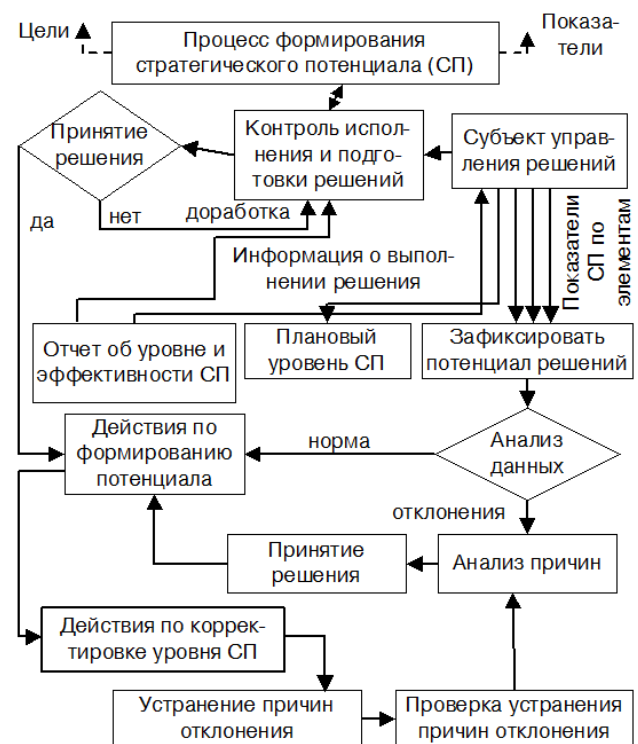 Цели
Показа-
тели
Процесс формирования
стратегического потенциала (СП)
Принятие
решения
Контроль испол-
нения и подго-
товки решений
Субъект управ-
ления решений
да
нет
доработка
Информация о выпол-
нении решения
Показатели
СП по
элементам
Отчет об уровне и
эффективности СП
Плановый
уровень СП
Зафиксировать
потенциал решений
Действия по
формированию
потенциала
норма
Анализ
данных
отклонения
Принятие
решения
Анализ причин
Действия по коррек-
тировке уровня СП
Устранение причин
отклонения
Проверка устранения
причин отклонения